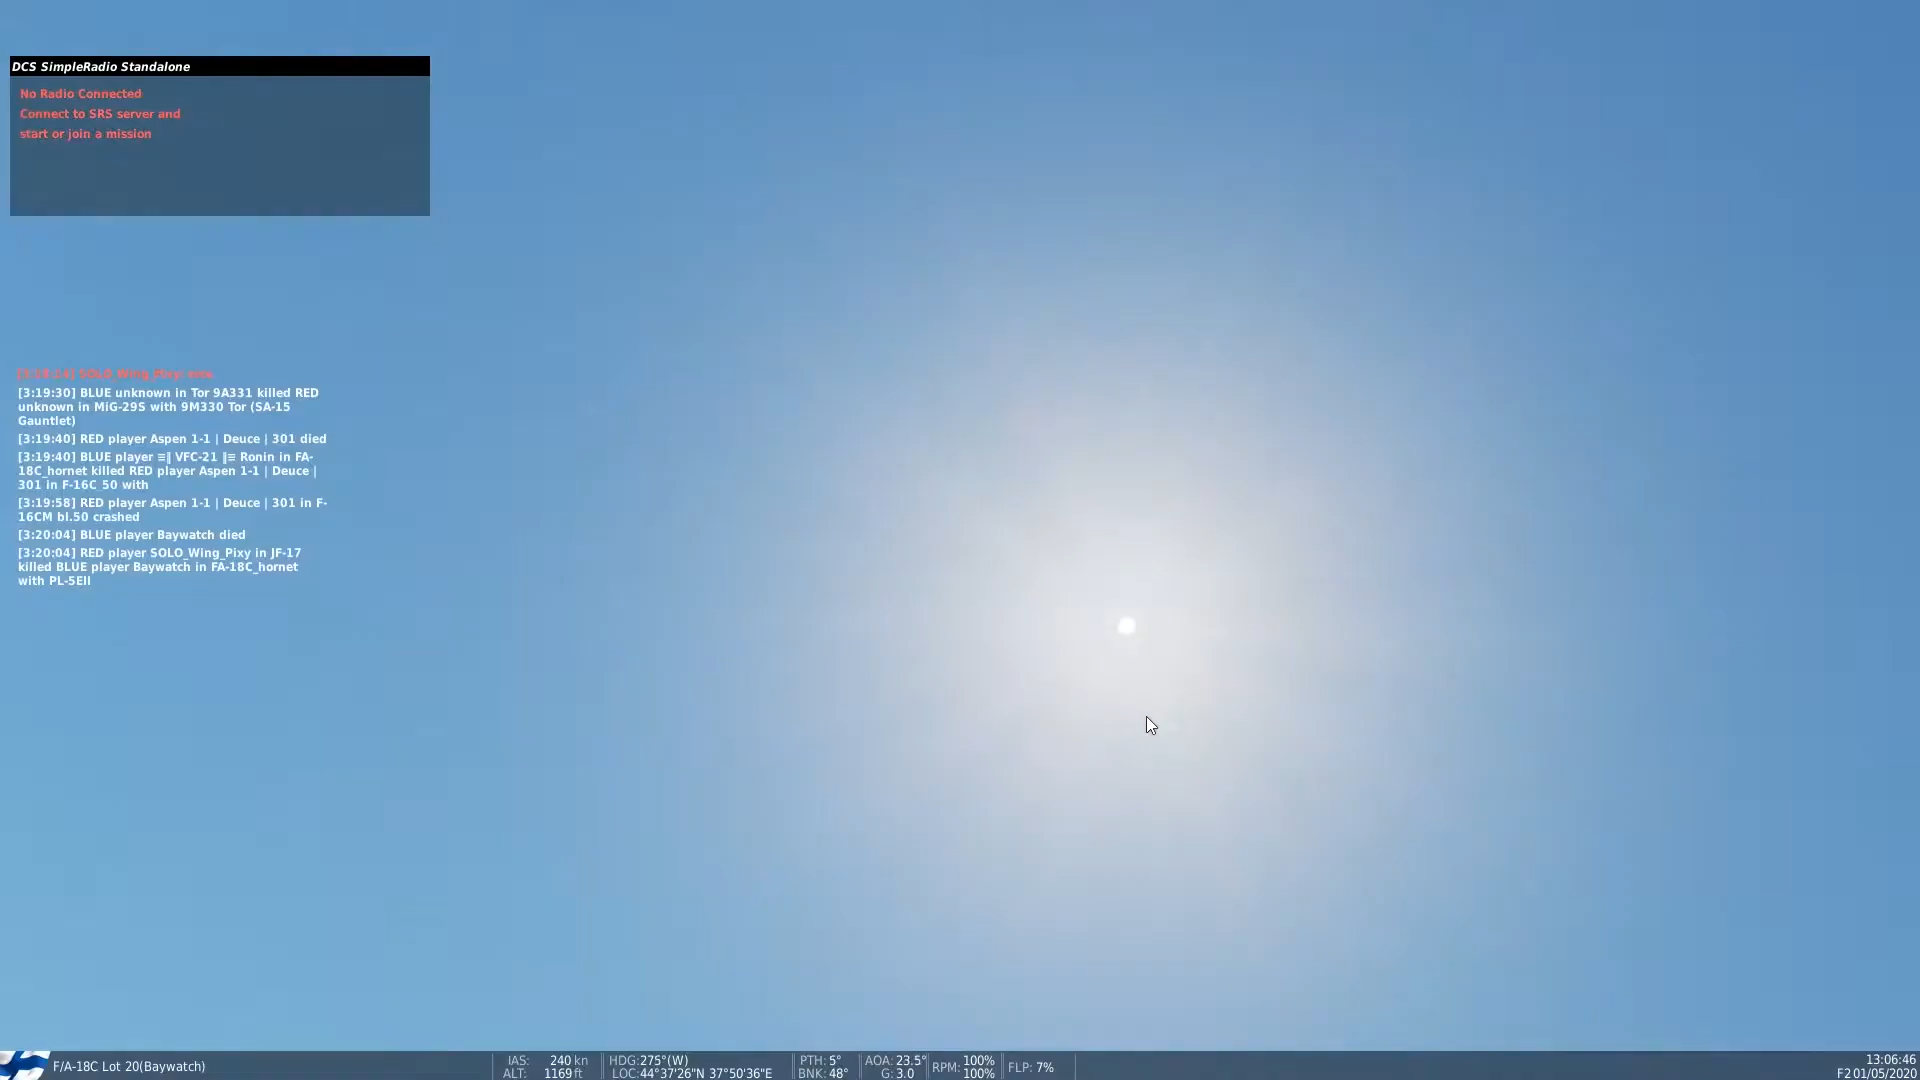 DCS SimpleRadio Standalone
No Radio Connected
Connect to SRS server and
start or join a mission
[3:19:30] BLUE unknown in Tor 9A331 killed RED
unknown in MiG-29S with 9M330 Tor (SA-15
Gauntlet)
[3:19:40] RED player Aspen 1-1 | Deuce | 301 died
[3:19:40] BLUE player ≡‖ VFC-21 ‖≡ Ronin in FA-
18C_hornet killed RED player Aspen 1-1 | Deuce |
301 in F-16C_50 with
[3:19:58] RED player Aspen 1-1 | Deuce | 301 in F-
16CM bl.50 crashed
[3:20:04] BLUE player Baywatch died
[3:20:04] RED player SOLO_Wing_Pixy in JF-17
killed BLUE player Baywatch in FA-18C_hornet
with PL-5EII
F/A-18C Lot 20(Baywatch)
IAS: 240 kn
ALT: 1169 ft
HDG:275°(W)
LOC:44°37'26"N 37°50'36"E
PTH: 5°
BNK: 48°
AOA: 23.5°
G: 3.0
RPM: 100%
100%
FLP: 7%
13:06:46
F2 01/05/2020